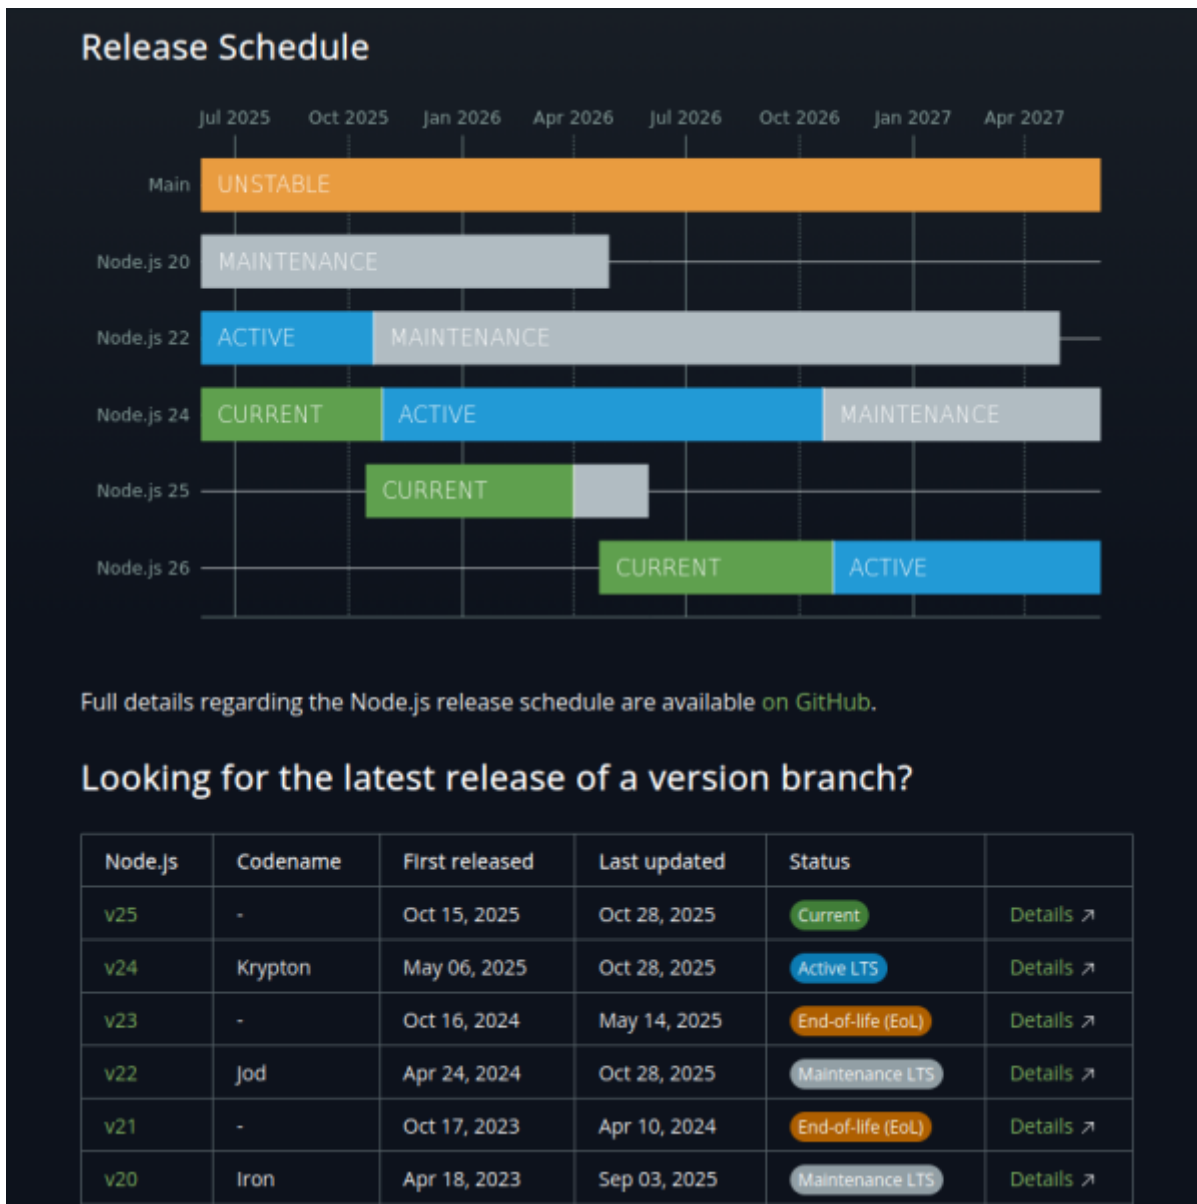 Release Schedule
Jul 2025 Oct 2025 Jan 2026 Apr 2026 Jul 2026 Oct 2026 Jan 2027 Apr 2027
Main UNSTABLE
Node.js 20 MAINTENANCE
Node.js 22 ACTIVE MAINTENANCE
Node.js 24 CURRENT ACTIVE MAINTENANCE
Node.js 25 CURRENT
Node.js 26 CURRENT ACTIVE
Full details regarding the Node.js release schedule are available on GitHub.
Looking for the latest release of a version branch?
Node.js Codename First released Last updated Status
v25 - Oct 15, 2025 Oct 28, 2025 Current Details ↗
v24 Krypton May 06, 2025 Oct 28, 2025 Active LTS Details ↗
v23 - Oct 16, 2024 May 14, 2025 End-of-life (EoL) Details ↗
v22 Jod Apr 24, 2024 Oct 28, 2025 Maintenance LTS Details ↗
v21 - Oct 17, 2023 Apr 10, 2024 End-of-life (EoL) Details ↗
v20 Iron Apr 18, 2023 Sep 03, 2025 Maintenance LTS Details ↗